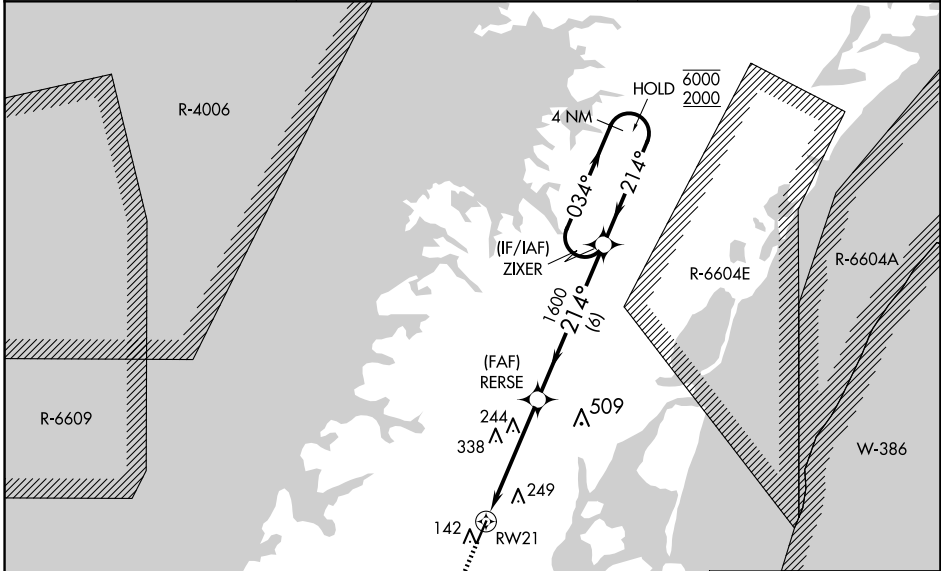 R-4006
HOLD
6000
2000
4 NM
034°
214°
(IF/IAF)
ZIXER
R-6604E
R-6604A
1600
214°
(6)
(FAF)
RERSE
R-6609
244
338
509
W-386
249
142
RW21